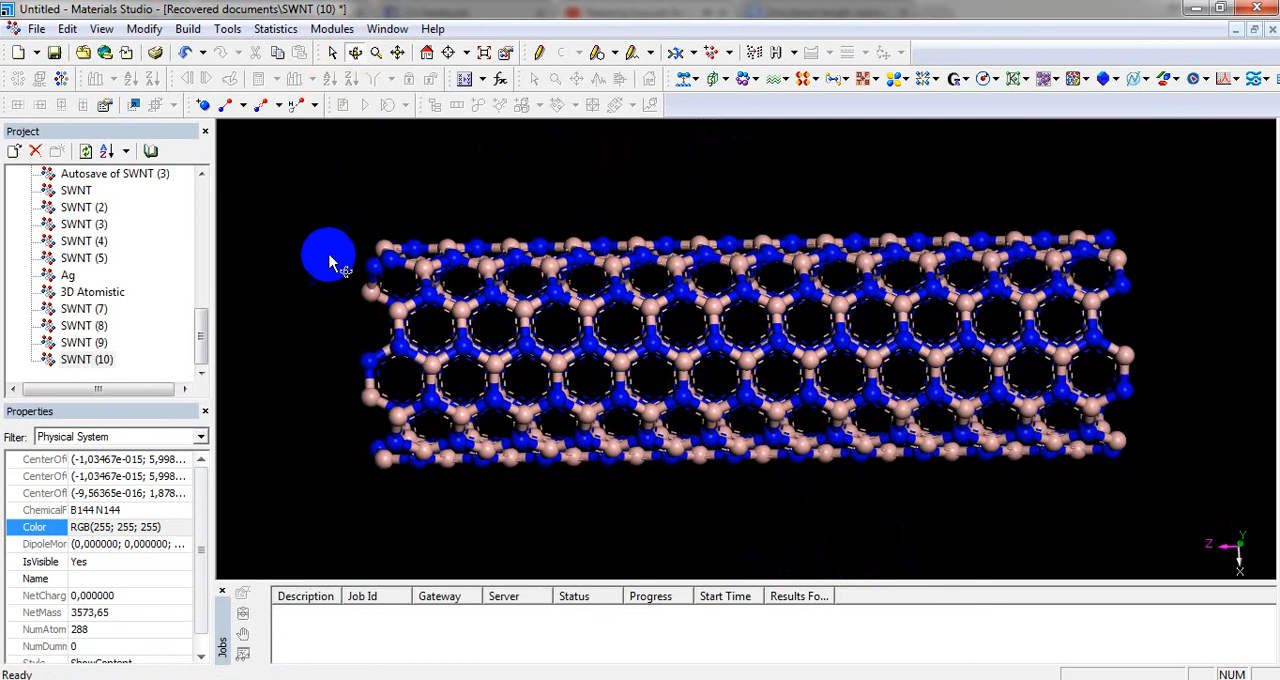 Untitled - Materials Studio - [Recovered documents\SWNT (10) *]
File Edit View Modify Build Tools Statistics Modules Window Help
Project
Autosave of SWNT (3)
SWNT
SWNT (2)
SWNT (3)
SWNT (4)
SWNT (5)
Ag
3D Atomistic
SWNT (7)
SWNT (8)
SWNT (9)
SWNT (10)
Properties
Filter: Physical System
CenterOf (-1,03467e-015; 5,998...
CenterOf (-1,03467e-015; 5,998...
CenterOf (-9,56365e-016; 1,878...
ChemicalF B144 N144
Color RGB(255; 255; 255)
DipoleMor (0,000000; 0,000000; ...
IsVisible Yes
Name
NetCharg 0,000000
NetMass 3573,65
NumAtom 288
NumDumn 0
Style ShowContent
Z Y X
Jobs
Description Job Id Gateway Server Status Progress Start Time Results Fo...
Ready NUM